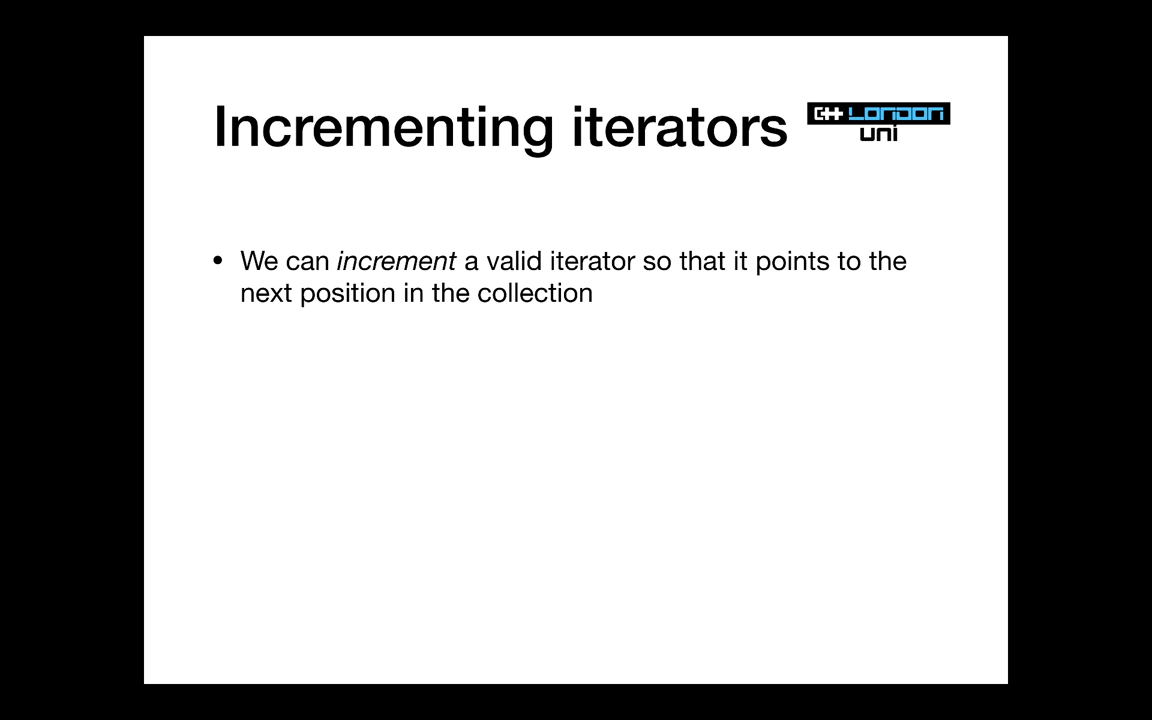 Incrementing iterators
C++ London
uni
• We can increment a valid iterator so that it points to the
next position in the collection